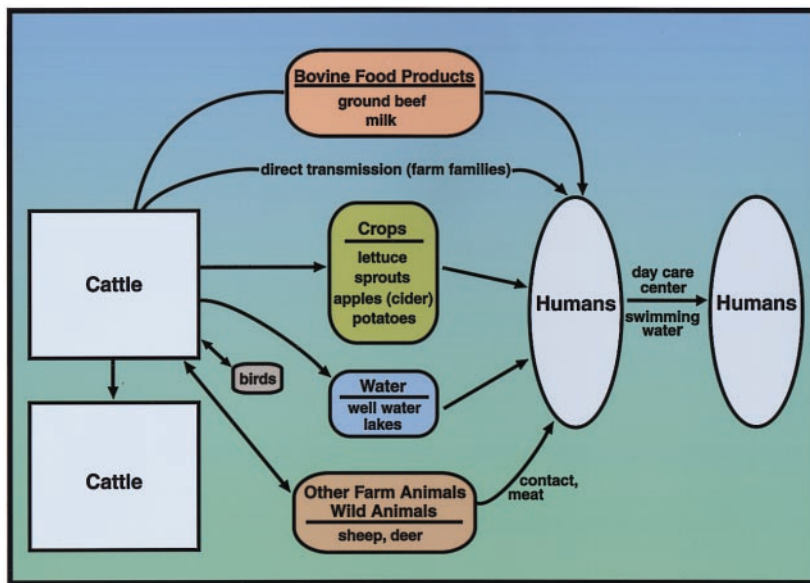 Bovine Food Products
ground beef
milk
direct transmission (farm families)
Cattle
Crops
lettuce
sprouts
apples (cider)
potatoes
Humans
day care
center
swimming
water
Humans
birds
Water
well water
lakes
Cattle
Other Farm Animals
Wild Animals
sheep, deer
contact,
meat